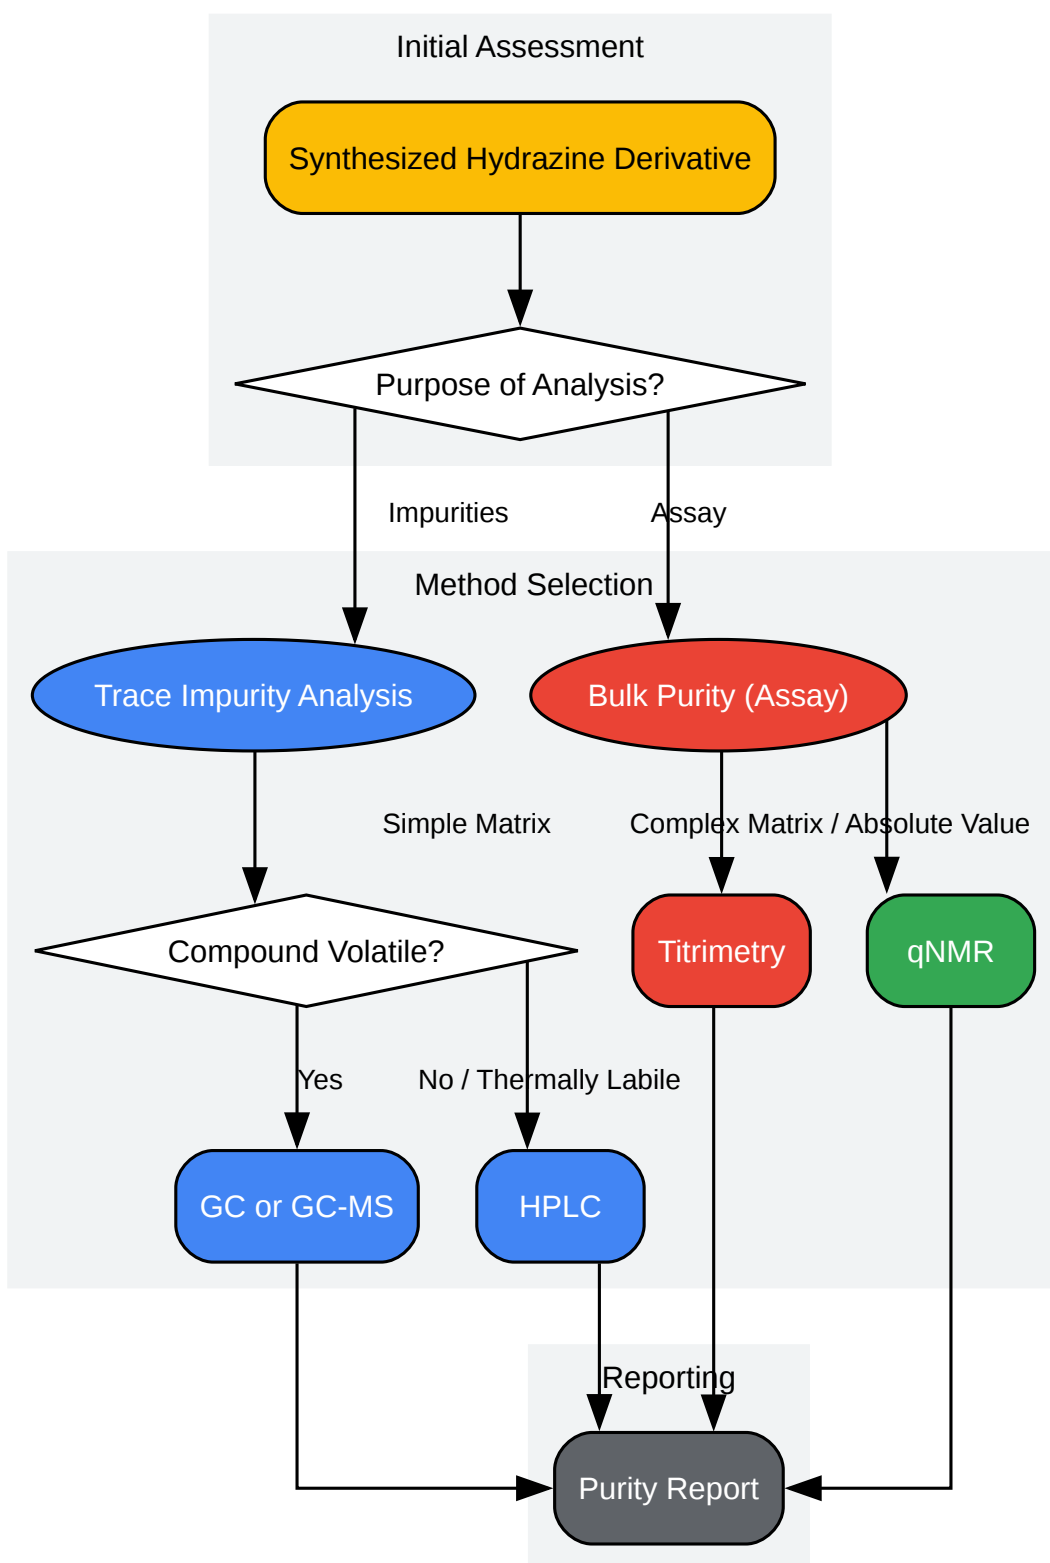 Initial Assessment
Synthesized Hydrazine Derivative
Purpose of Analysis?
Impurities
Assay
Method Selection
Trace Impurity Analysis
Bulk Purity (Assay)
Simple Matrix
Complex Matrix / Absolute Value
Compound Volatile?
Titrimetry
qNMR
Yes
No / Thermally Labile
GC or GC-MS
HPLC
Reporting
Purity Report